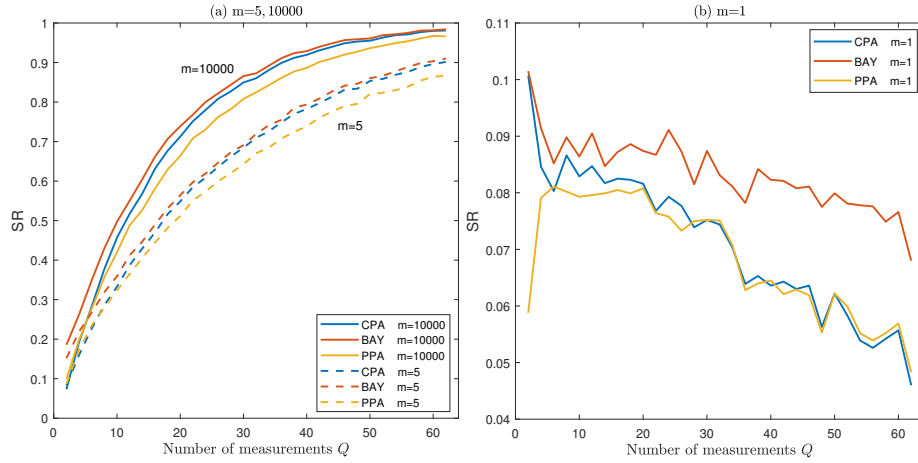 (a) m=5,10000
1
0.9
0.8
0.7
0.6
0.5
0.4
0.3
0.2
0.1
0
SR
m=10000
m=5
CPA m=10000
BAY m=10000
PPA m=10000
CPA m=5
BAY m=5
PPA m=5
0 10 20 30 40 50 60
Number of measurements Q
(b) m=1
0.11
0.1
0.09
0.08
0.07
0.06
0.05
0.04
SR
CPA m=1
BAY m=1
PPA m=1
0 10 20 30 40 50 60
Number of measurements Q